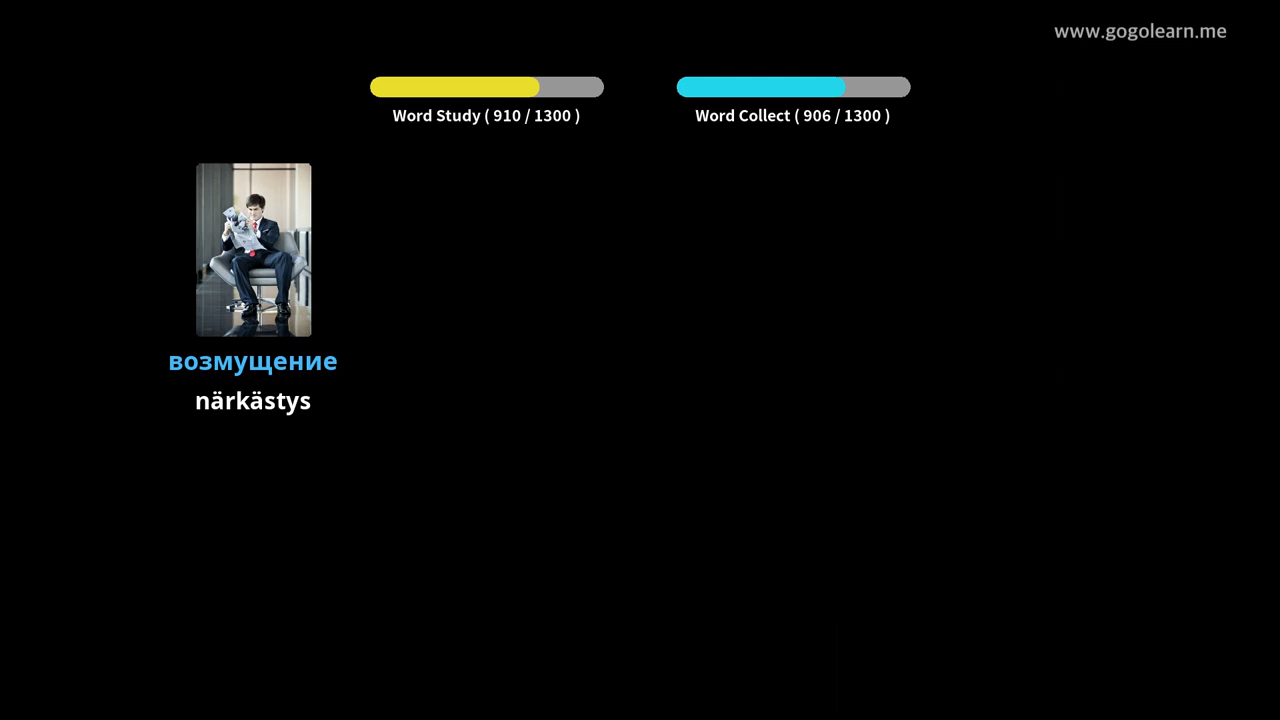 www.gogolearn.me
Word Study ( 910 / 1300 )
Word Collect ( 906 / 1300 )
возмущение
närkästys